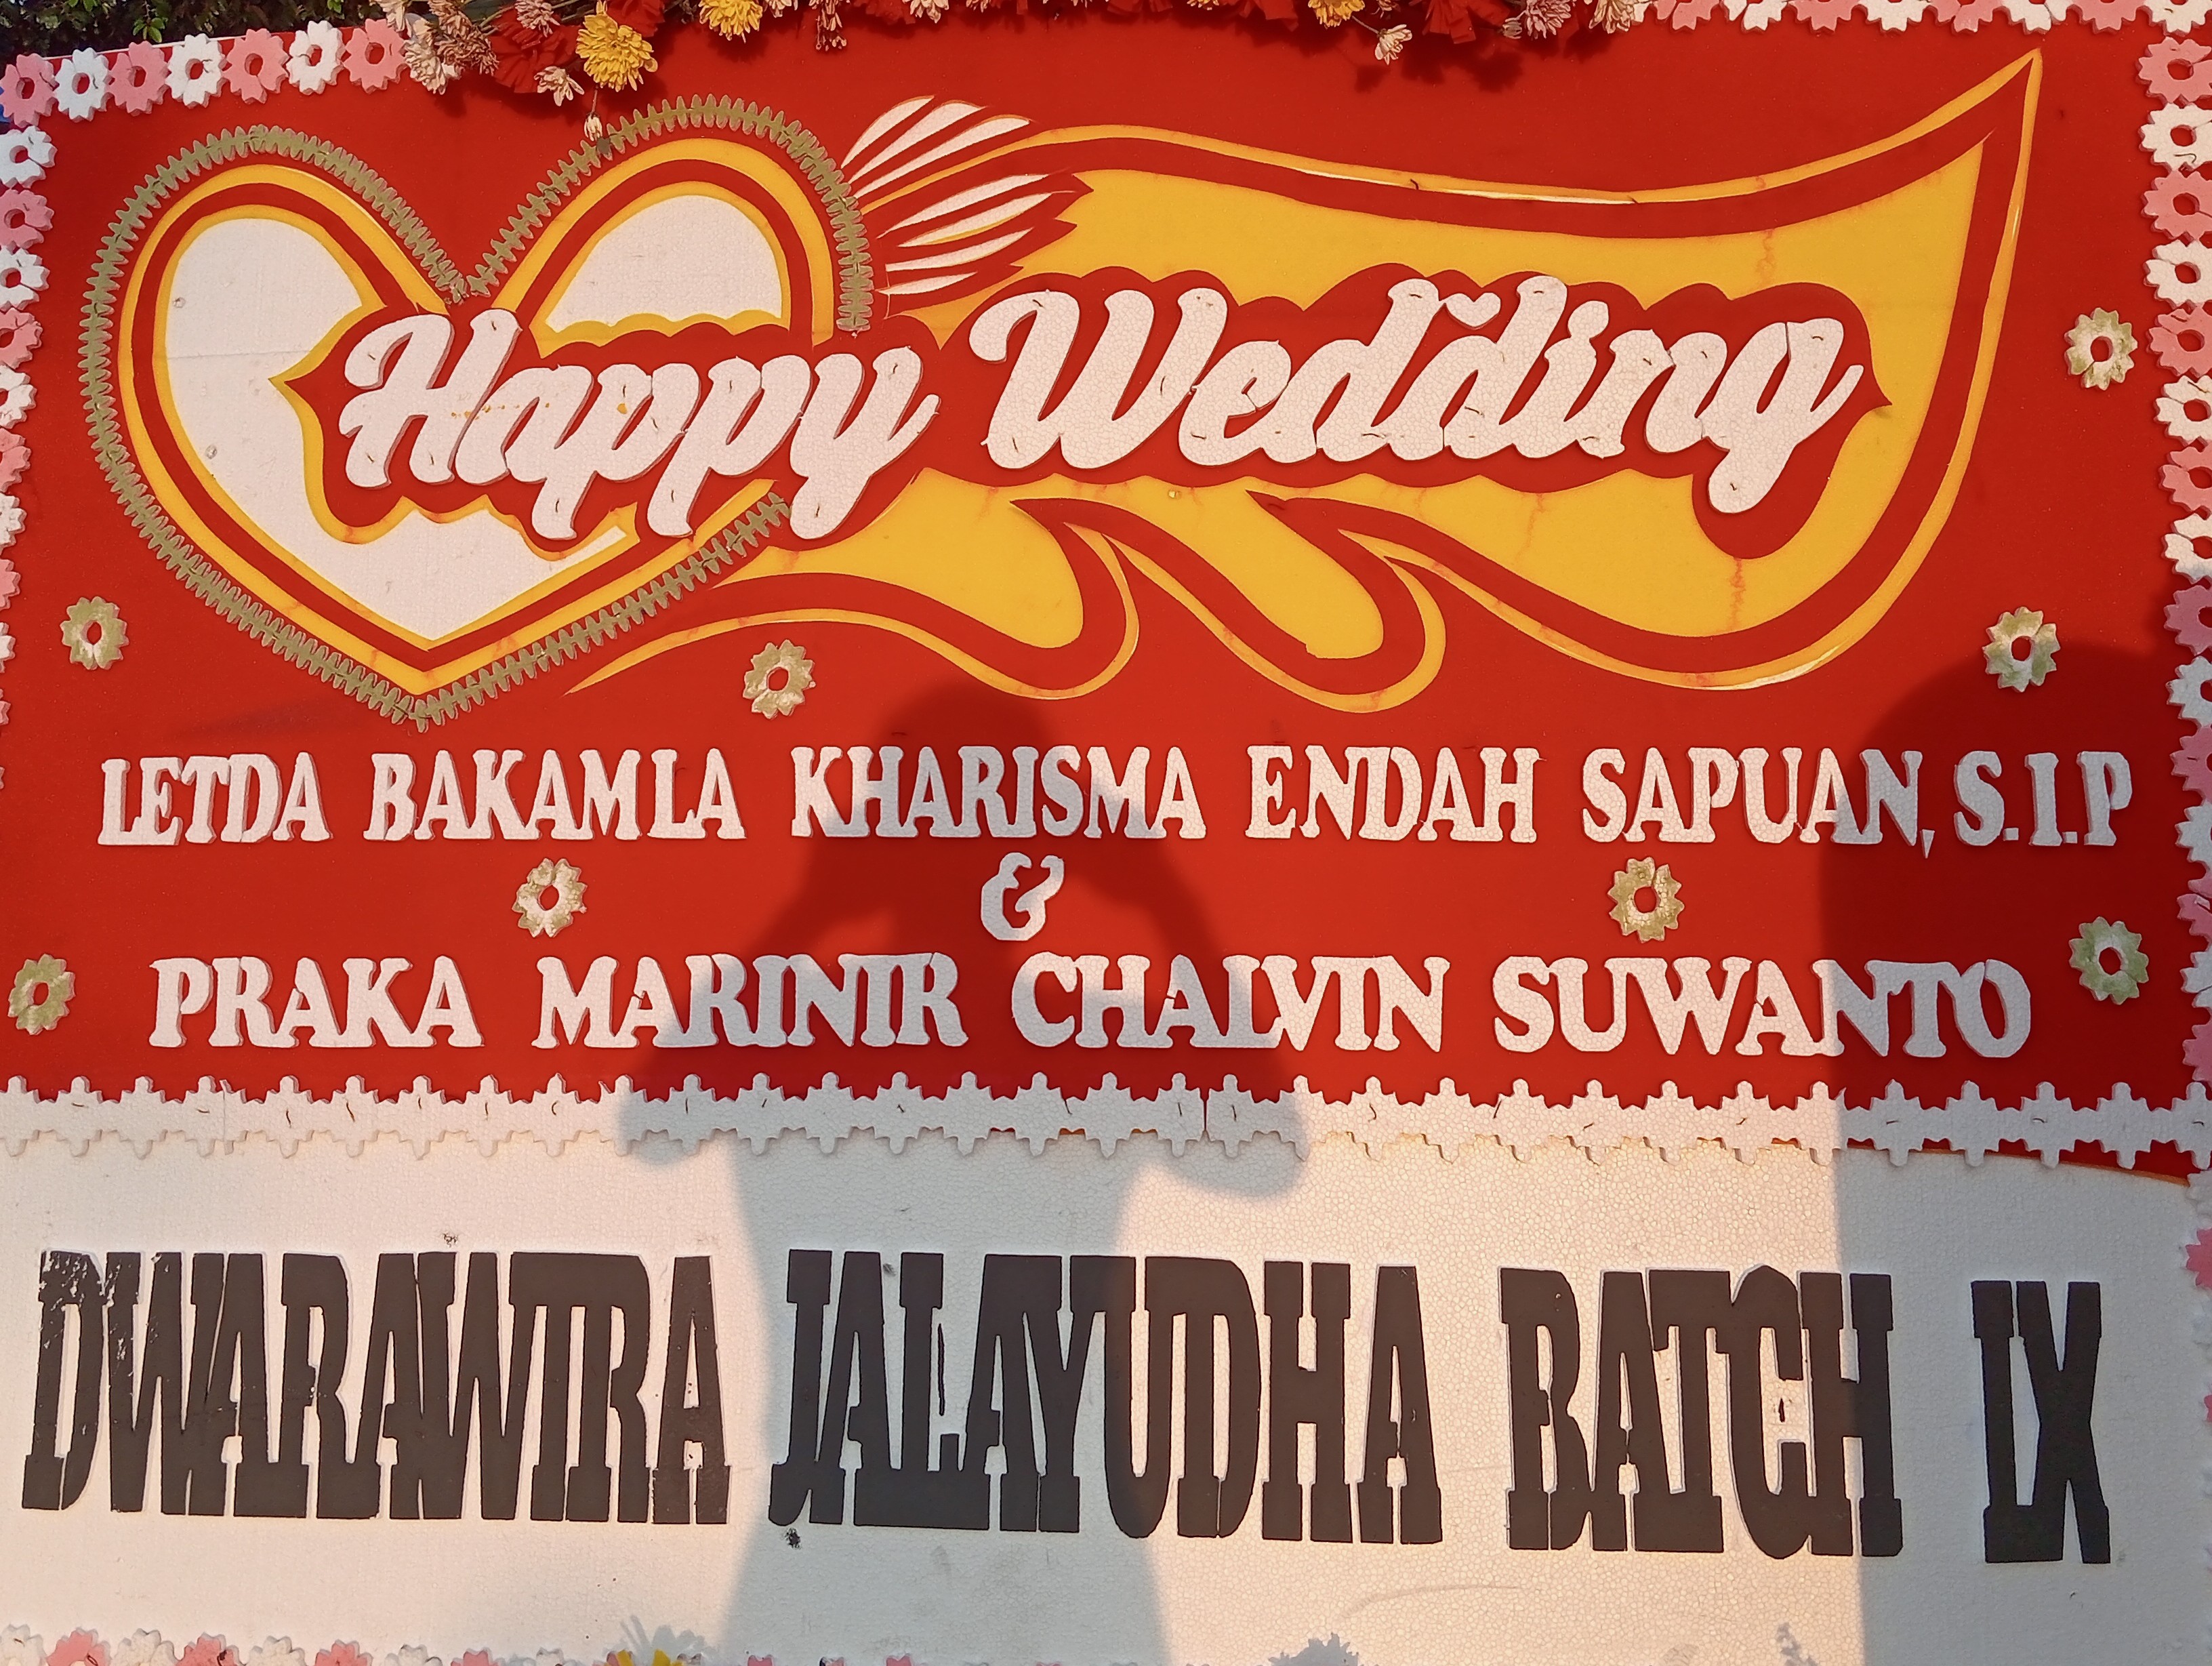 Happy Wedding
LETDA BAKAMLA KHARISMA ENDAH SAPUAN, S.I.P
&
PRAKA MARINIR CHALVIN SUWANTO
DWARAWIRA JALAYUDHA BATCH IX